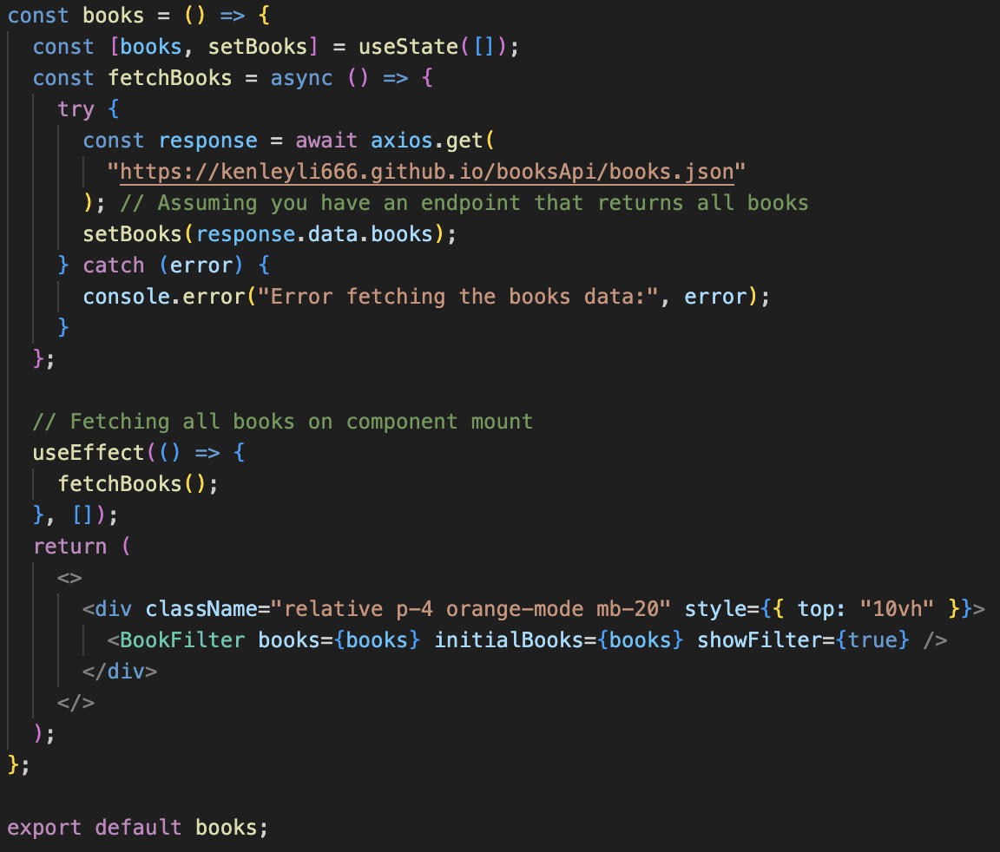 const books = () => {
  const [books, setBooks] = useState([]);
  const fetchBooks = async () => {
    try {
      const response = await axios.get(
        "https://kenleyli666.github.io/booksApi/books.json"
      ); // Assuming you have an endpoint that returns all books
      setBooks(response.data.books);
    } catch (error) {
      console.error("Error fetching the books data:", error);
    }
  };

  // Fetching all books on component mount
  useEffect(() => {
    fetchBooks();
  }, []);
  return (
    <>
      <div className="relative p-4 orange-mode mb-20" style={{ top: "10vh" }}>
        <BookFilter books={books} initialBooks={books} showFilter={true} />
      </div>
    </>
  );
};

export default books;